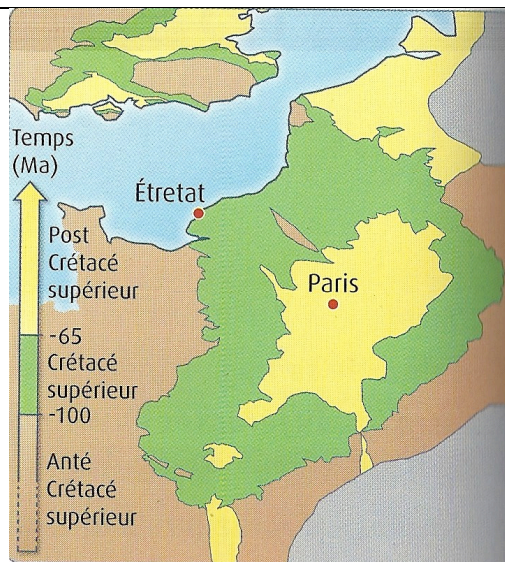 Temps
(Ma)
Étretat
Post
Crétacé
supérieur
Paris
-65
Crétacé
supérieur
-100
Anté
Crétacé
supérieur